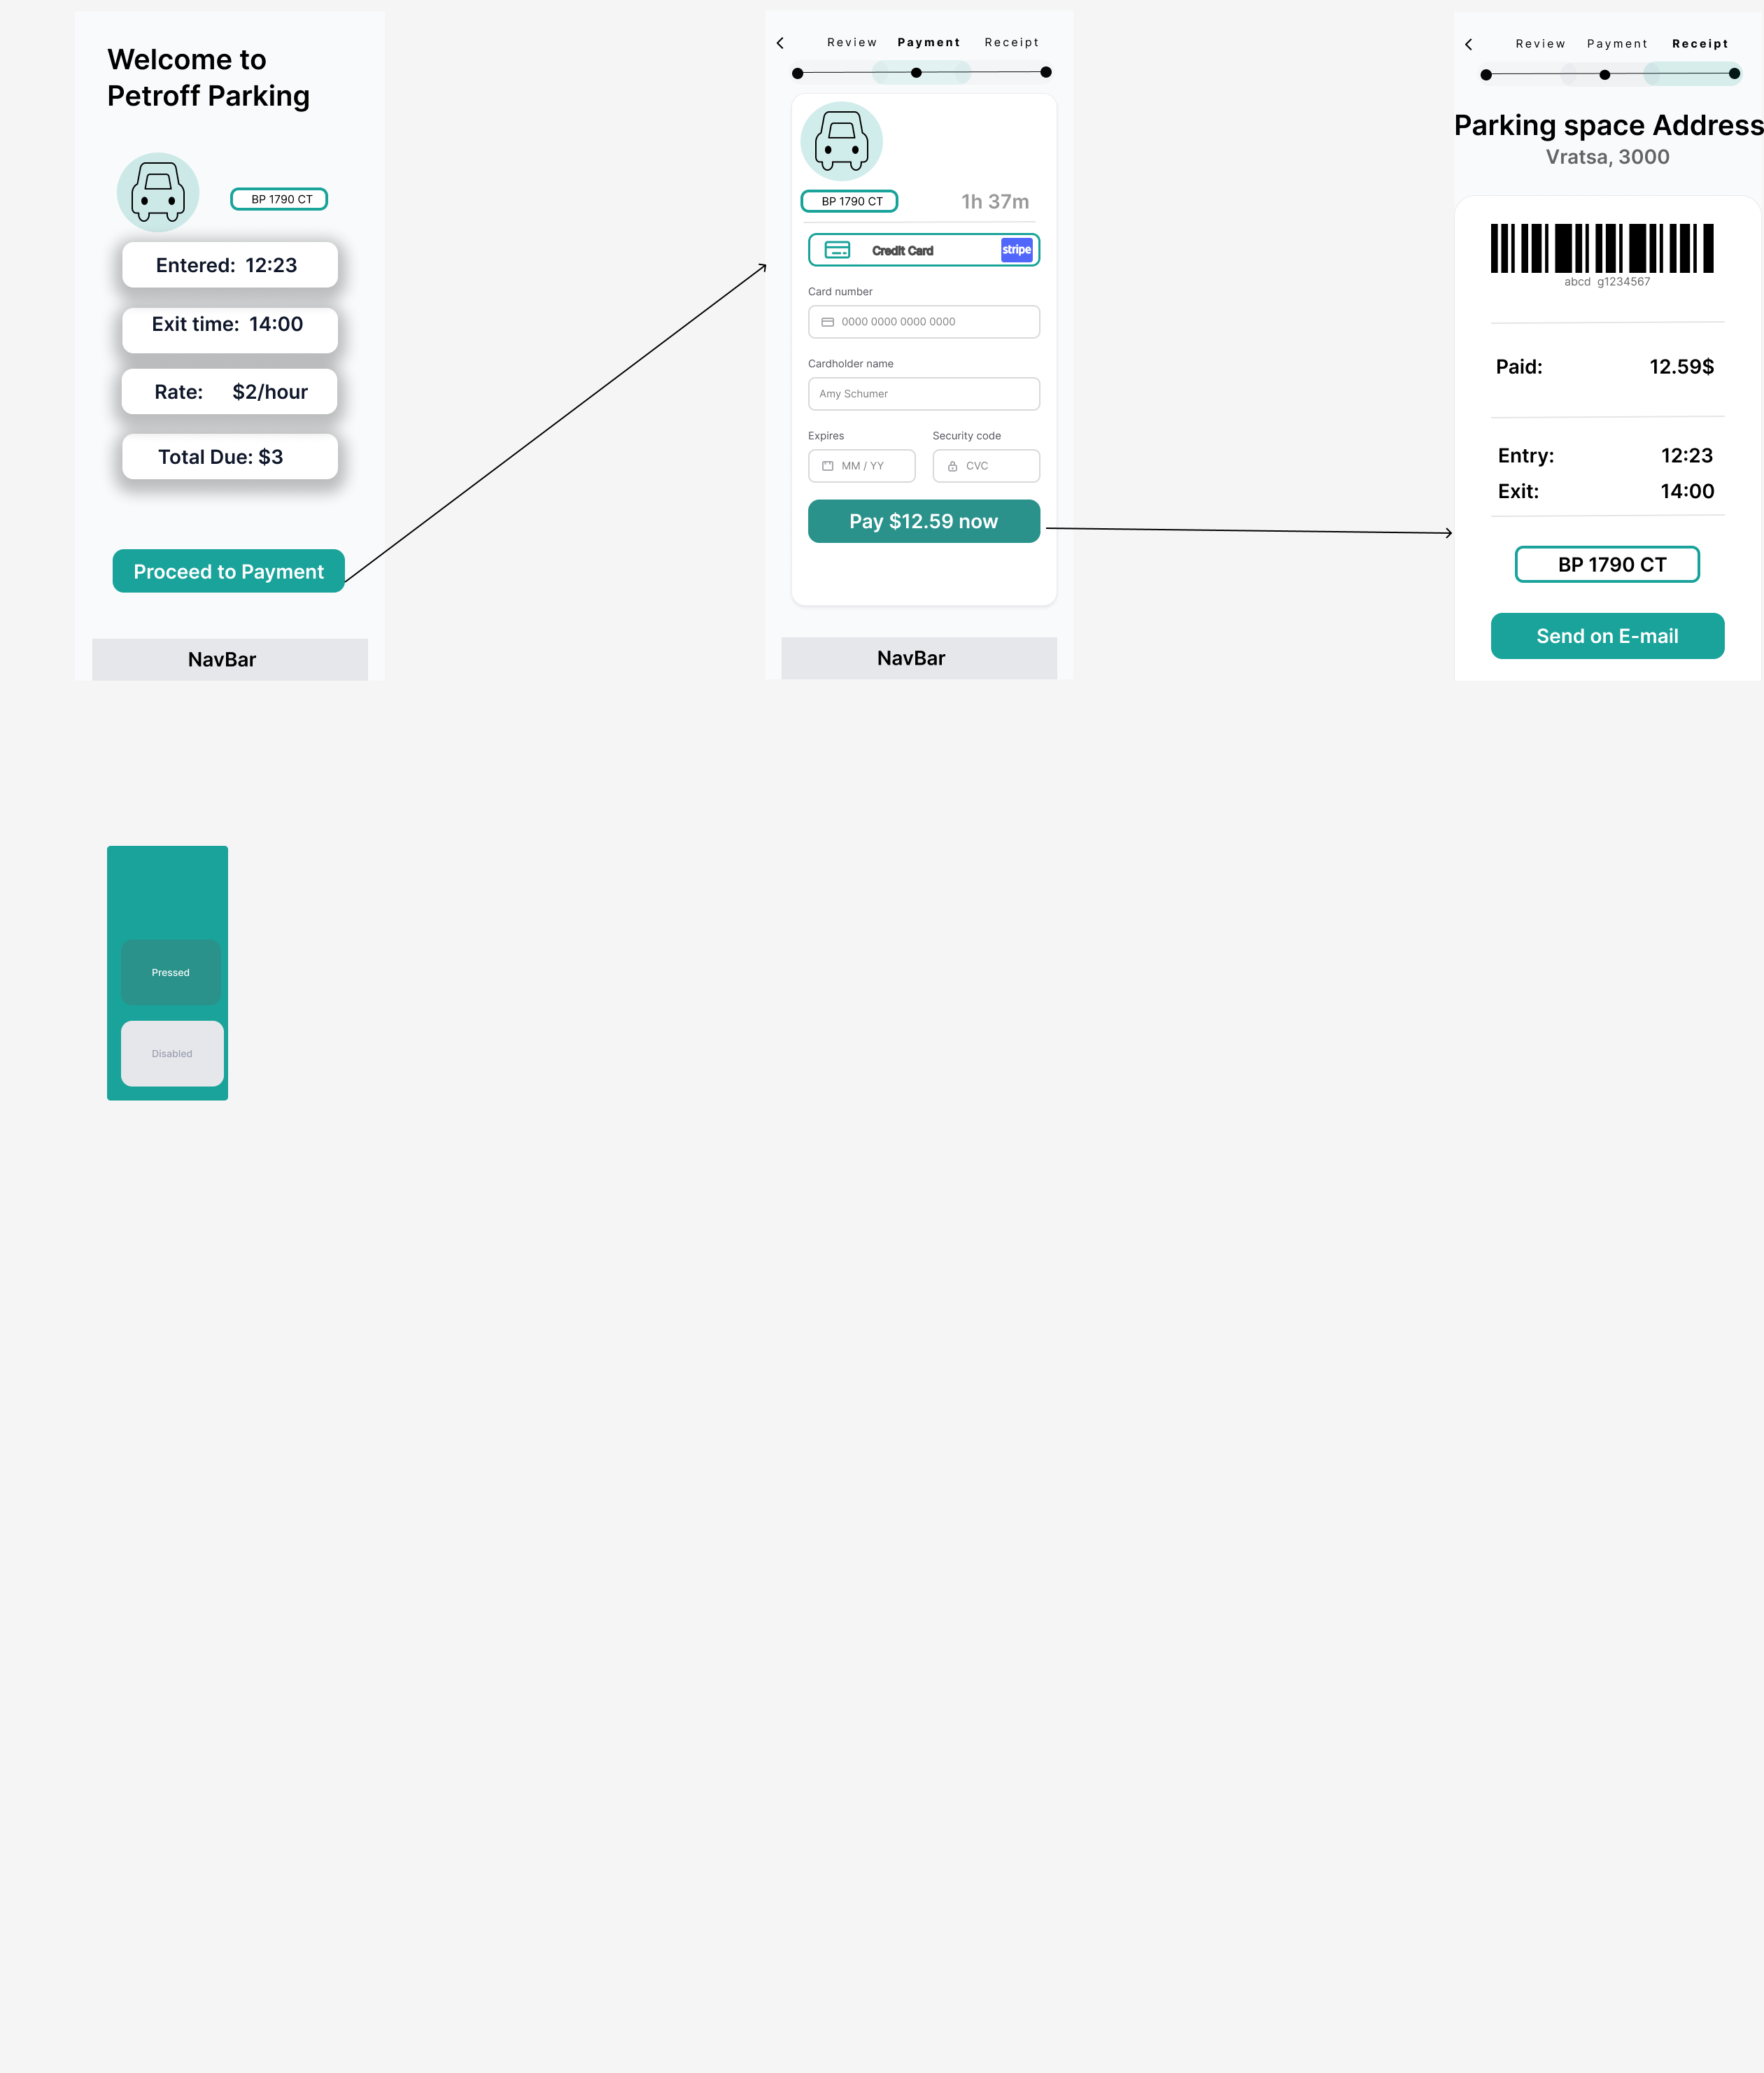 Welcome to
Petroff Parking
BP 1790 CT
Entered: 12:23
Exit time: 14:00
Rate: $2/hour
Total Due: $3
Proceed to Payment
NavBar
Review Payment Receipt
BP 1790 CT 1h 37m
Credit Card stripe
Card number
0000 0000 0000 0000
Cardholder name
Amy Schumer
Expires Security code
MM / YY CVC
Pay $12.59 now
NavBar
Review Payment Receipt
Parking space Address
Vratsa, 3000
abcd g1234567
Paid: 12.59$
Entry: 12:23
Exit: 14:00
BP 1790 CT
Send on E-mail
Pressed
Disabled